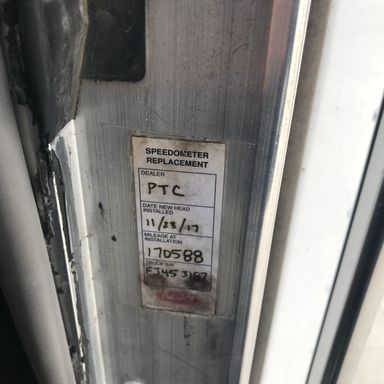 SPEEDOMETER
REPLACEMENT
DEALER
PTC
DATE NEW HEAD
INSTALLED
11/28/17
MILEAGE AT
INSTALLATION
170588
TRUCK S/N
FJ453187